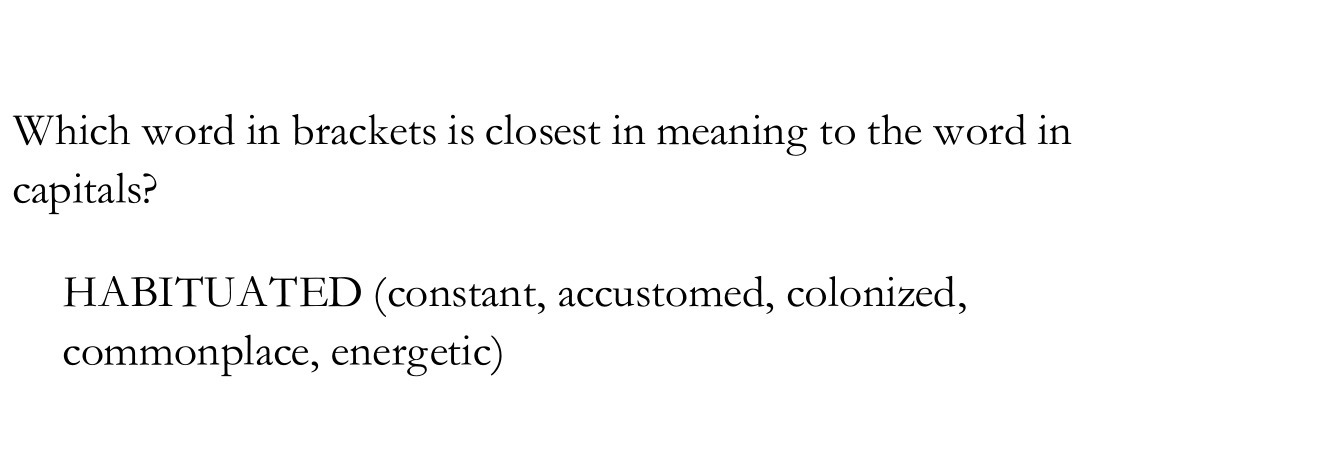 Which word in brackets is closest in meaning to the word in
capitals?
HABITUATED (constant, accustomed, colonized,
commonplace, energetic)